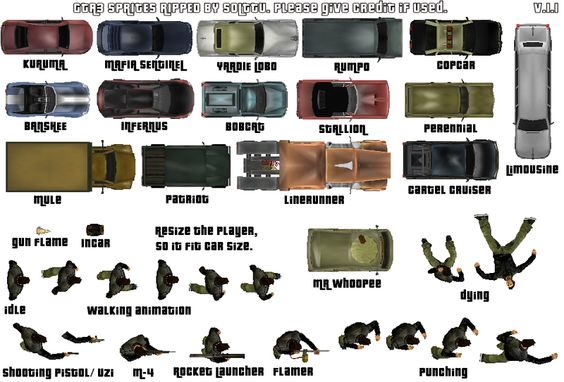 GTA3 SPRITES RIPPED BY SOLTGU. PLEASE GIVE CREDIT IF USED. V.1.1
KURUMA MAFIA SENTINEL YARDIE LOBO RUMPO COPCAR
BANSHEE INFERNUS BOBCAT STALLION PERENNIAL
LIMOUSINE
MULE PATRIOT LINERUNNER CARTEL CRUISER
GUN FLAME INCAR
RESIZE THE PLAYER,
SO IT FIT CAR SIZE.
MR WHOOPEE
DYING
IDLE WALKING ANIMATION
SHOOTING PISTOL/ UZI M-4 ROCKET LAUNCHER FLAMER PUNCHING